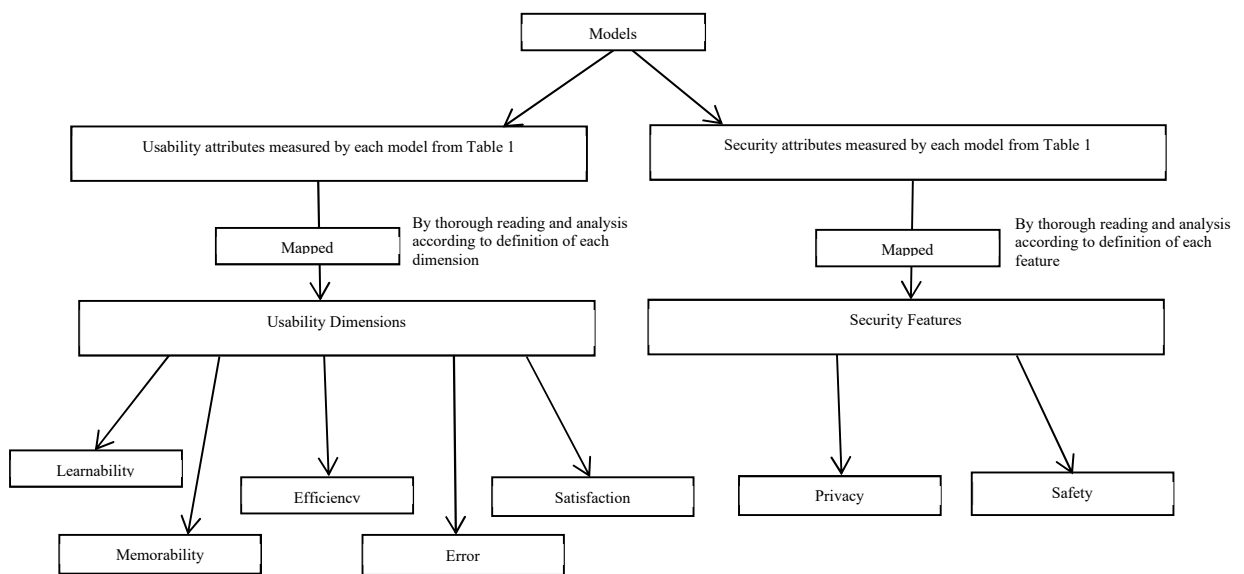 Models
Usability attributes measured by each model from Table 1
Security attributes measured by each model from Table 1
By thorough reading and analysis
according to definition of each
dimension
Mapped
By thorough reading and analysis
according to definition of each
feature
Mapped
Usability Dimensions
Security Features
Learnability
Efficiency
Satisfaction
Privacy
Safety
Memorability
Error